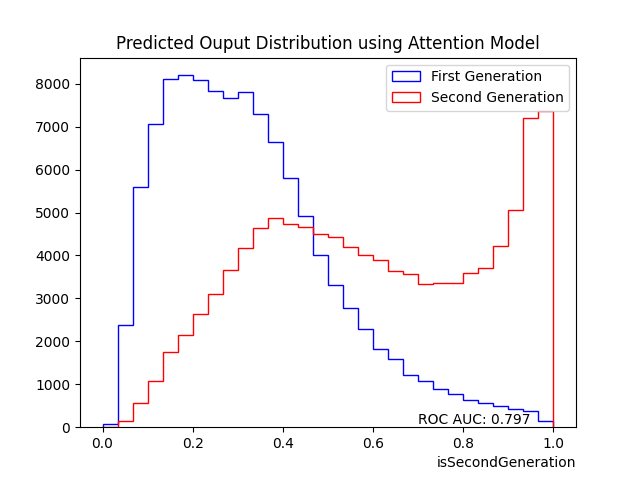 Predicted Ouput Distribution using Attention Model
First Generation
Second Generation
8000
7000
6000
5000
4000
3000
2000
1000
0
ROC AUC: 0.797
0.0 0.2 0.4 0.6 0.8 1.0
isSecondGeneration